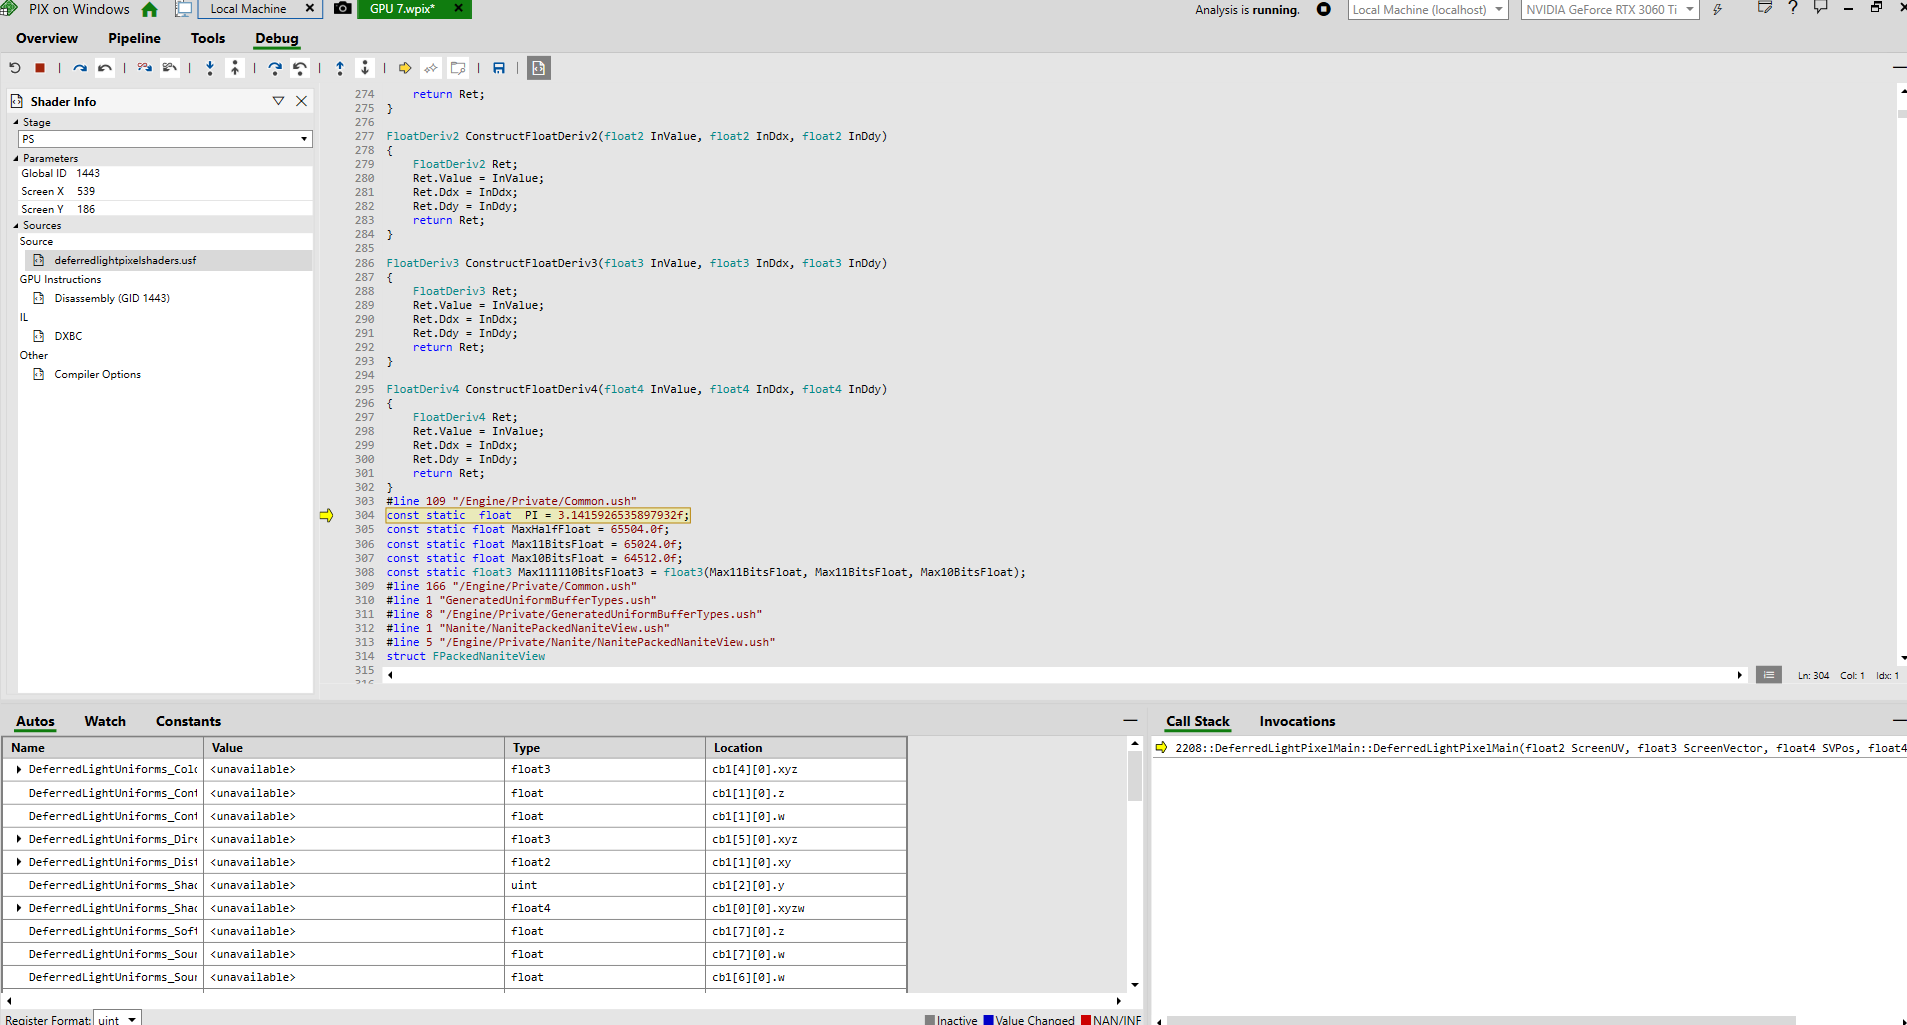 PIX on Windows
Local Machine
GPU 7.wpix*
Analysis is running.
Local Machine (localhost)
NVIDIA GeForce RTX 3060 Ti
Overview
Pipeline
Tools
Debug
Shader Info
Stage
PS
Parameters
Global ID 1443
Screen X 539
Screen Y 186
Sources
Source
deferredlightpixelshaders.usf
GPU Instructions
Disassembly (GID 1443)
IL
DXBC
Other
Compiler Options
274 return Ret;
275 }
276
277 FloatDeriv2 ConstructFloatDeriv2(float2 InValue, float2 InDdx, float2 InDdy)
278 {
279 FloatDeriv2 Ret;
280 Ret.Value = InValue;
281 Ret.Ddx = InDdx;
282 Ret.Ddy = InDdy;
283 return Ret;
284 }
285
286 FloatDeriv3 ConstructFloatDeriv3(float3 InValue, float3 InDdx, float3 InDdy)
287 {
288 FloatDeriv3 Ret;
289 Ret.Value = InValue;
290 Ret.Ddx = InDdx;
291 Ret.Ddy = InDdy;
292 return Ret;
293 }
294
295 FloatDeriv4 ConstructFloatDeriv4(float4 InValue, float4 InDdx, float4 InDdy)
296 {
297 FloatDeriv4 Ret;
298 Ret.Value = InValue;
299 Ret.Ddx = InDdx;
300 Ret.Ddy = InDdy;
301 return Ret;
302 }
303 #line 109 "/Engine/Private/Common.ush"
304 const static float PI = 3.1415926535897932f;
305 const static float MaxHalfFloat = 65504.0f;
306 const static float Max11BitsFloat = 65024.0f;
307 const static float Max10BitsFloat = 64512.0f;
308 const static float3 Max111110BitsFloat3 = float3(Max11BitsFloat, Max11BitsFloat, Max10BitsFloat);
309 #line 166 "/Engine/Private/Common.ush"
310 #line 1 "GeneratedUniformBufferTypes.ush"
311 #line 8 "/Engine/Private/GeneratedUniformBufferTypes.ush"
312 #line 1 "Nanite/NanitePackedNaniteView.ush"
313 #line 5 "/Engine/Private/Nanite/NanitePackedNaniteView.ush"
314 struct FPackedNaniteView
315
316
Ln: 304 Col: 1 Idx: 1
Autos
Watch
Constants
Name Value Type Location
DeferredLightUniforms_Colo <unavailable> float3 cb1[4][0].xyz
DeferredLightUniforms_Cont <unavailable> float cb1[1][0].z
DeferredLightUniforms_Cont <unavailable> float cb1[1][0].w
DeferredLightUniforms_Dire <unavailable> float3 cb1[5][0].xyz
DeferredLightUniforms_Dist <unavailable> float2 cb1[1][0].xy
DeferredLightUniforms_Shad <unavailable> uint cb1[2][0].y
DeferredLightUniforms_Shad <unavailable> float4 cb1[0][0].xyzw
DeferredLightUniforms_Soft <unavailable> float cb1[7][0].z
DeferredLightUniforms_Sour <unavailable> float cb1[7][0].w
DeferredLightUniforms_Sour <unavailable> float cb1[6][0].w
Register Format: uint
Inactive Value Changed NAN/INF
Call Stack
Invocations
2208::DeferredLightPixelMain::DeferredLightPixelMain(float2 ScreenUV, float3 ScreenVector, float4 SVPos, float4